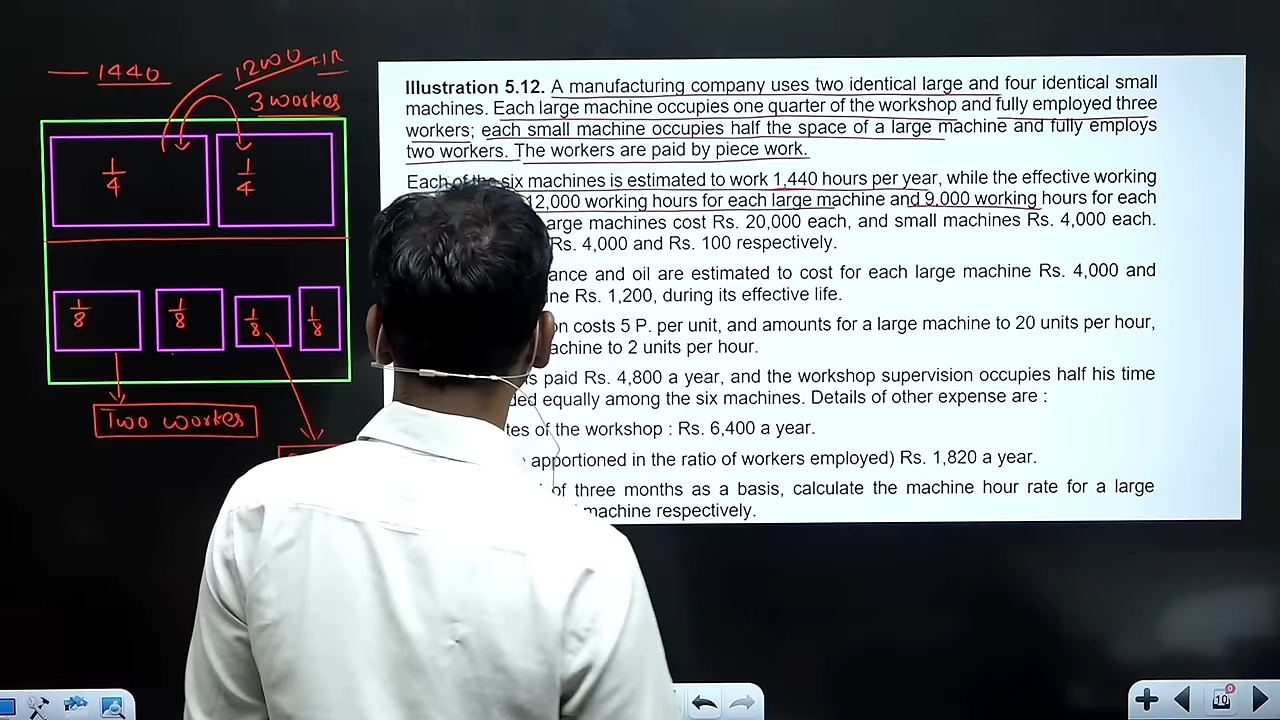 1440
12000 HR
3 worker
1/4
1/4
1/8
1/8
1/8
1/8
Two worker
Illustration 5.12. A manufacturing company uses two identical large and four identical small
machines. Each large machine occupies one quarter of the workshop and fully employed three
workers; each small machine occupies half the space of a large machine and fully employs
two workers. The workers are paid by piece work.
Each of the six machines is estimated to work 1,440 hours per year, while the effective working
12,000 working hours for each large machine and 9,000 working hours for each
arge machines cost Rs. 20,000 each, and small machines Rs. 4,000 each.
Rs. 4,000 and Rs. 100 respectively.
ance and oil are estimated to cost for each large machine Rs. 4,000 and
ne Rs. 1,200, during its effective life.
on costs 5 P. per unit, and amounts for a large machine to 20 units per hour,
achine to 2 units per hour.
s paid Rs. 4,800 a year, and the workshop supervision occupies half his time
ded equally among the six machines. Details of other expense are :
tes of the workshop : Rs. 6,400 a year.
apportioned in the ratio of workers employed) Rs. 1,820 a year.
of three months as a basis, calculate the machine hour rate for a large
machine respectively.
10
0